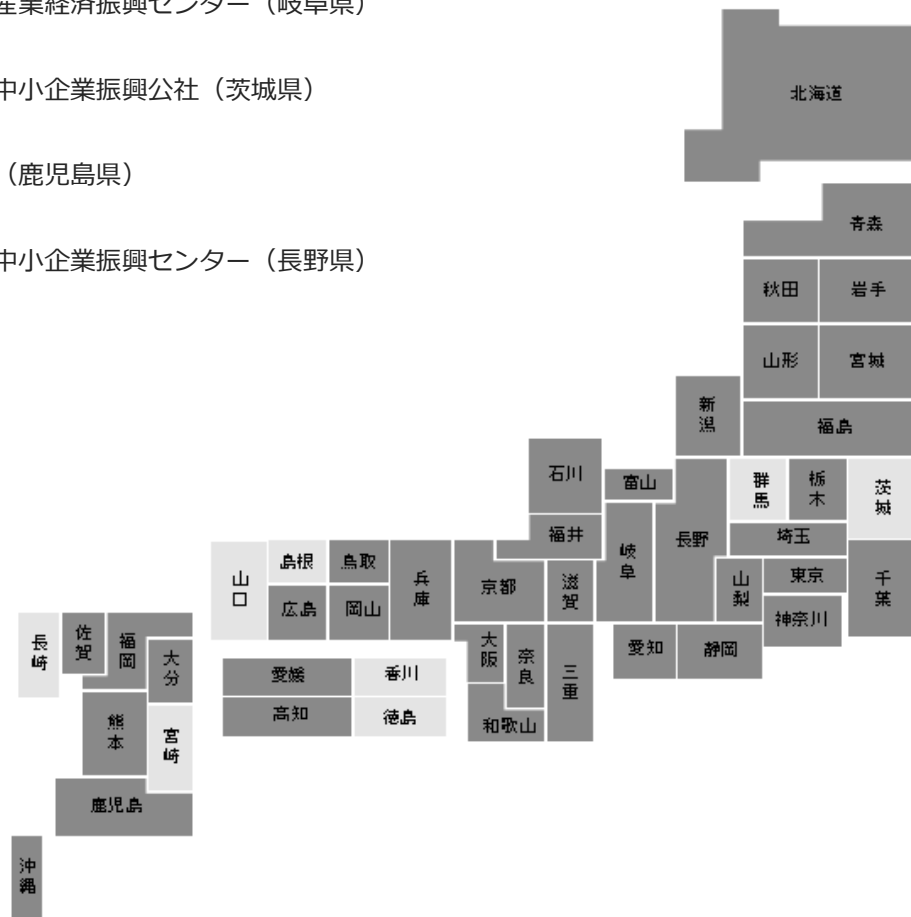 産業経済振興センター（岐阜県）
中小企業振興公社（茨城県）
（鹿児島県）
中小企業振興センター（長野県）
北海道
青森
秋田
岩手
山形
宮城
新潟
福島
石川
富山
群馬
栃木
茨城
福井
岐阜
長野
埼玉
山口
島根
鳥取
兵庫
京都
滋賀
山梨
東京
千葉
広島
岡山
神奈川
長崎
佐賀
福岡
大分
大阪
奈良
三重
愛知
静岡
愛媛
香川
高知
徳島
和歌山
熊本
宮崎
鹿児島
沖縄